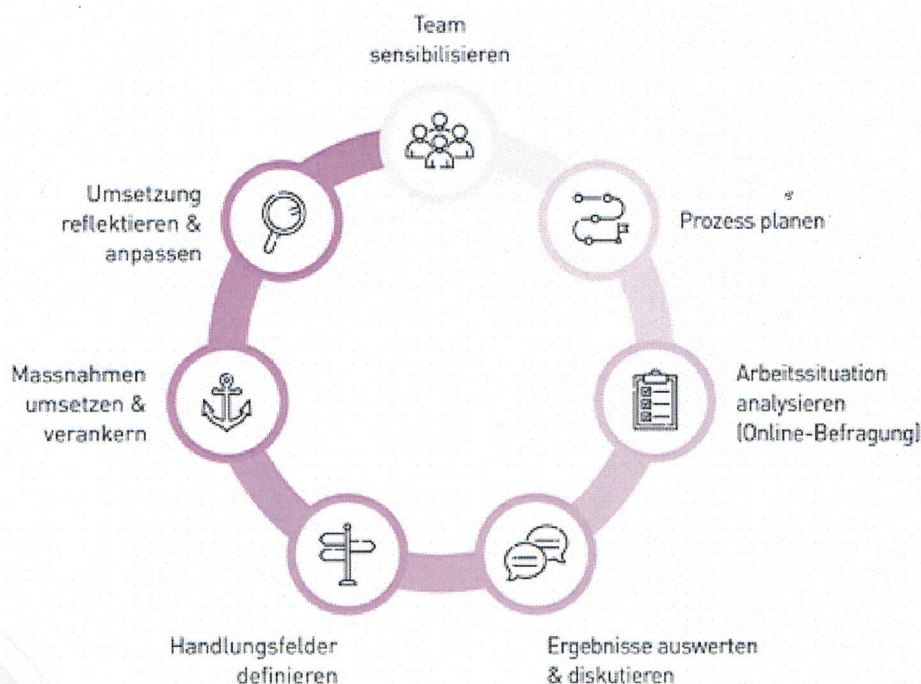 Team
sensibilisieren
Prozess planen
Arbeitssituation
analysieren
(Online-Befragung)
Ergebnisse auswerten
& diskutieren
Handlungsfelder
definieren
Massnahmen
umsetzen &
verankern
Umsetzung
reflektieren &
anpassen